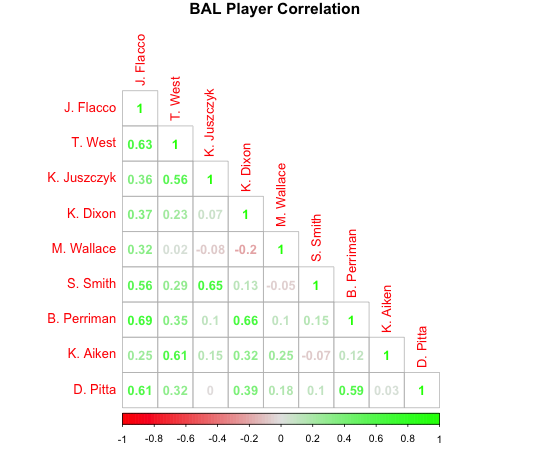 BAL Player Correlation
J. Flacco
T. West
K. Juszczyk
K. Dixon
M. Wallace
S. Smith
B. Perriman
K. Aiken
D. Pitta
J. Flacco 1
T. West 0.63 1
K. Juszczyk 0.36 0.56 1
K. Dixon 0.37 0.23 0.07 1
M. Wallace 0.32 0.02 -0.08 -0.2 1
S. Smith 0.56 0.29 0.65 0.13 -0.05 1
B. Perriman 0.69 0.35 0.1 0.66 0.1 0.15 1
K. Aiken 0.25 0.61 0.15 0.32 0.25 -0.07 0.12 1
D. Pitta 0.61 0.32 0 0.39 0.18 0.1 0.59 0.03 1
-1 -0.8 -0.6 -0.4 -0.2 0 0.2 0.4 0.6 0.8 1